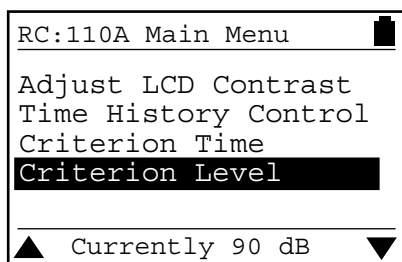 RC:110A Main Menu
Adjust LCD Contrast
Time History Control
Criterion Time
Criterion Level
Currently 90 dB